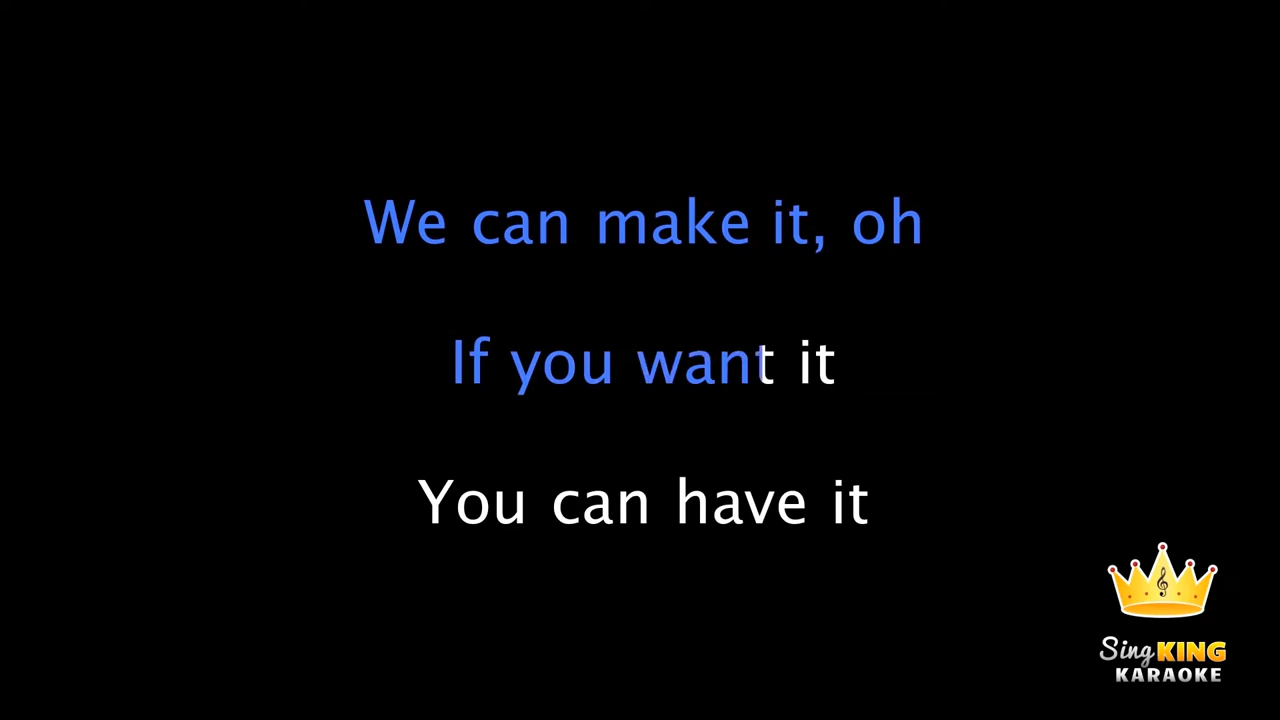 We can make it, oh
If you want it
You can have it
Sing KING
KARAOKE